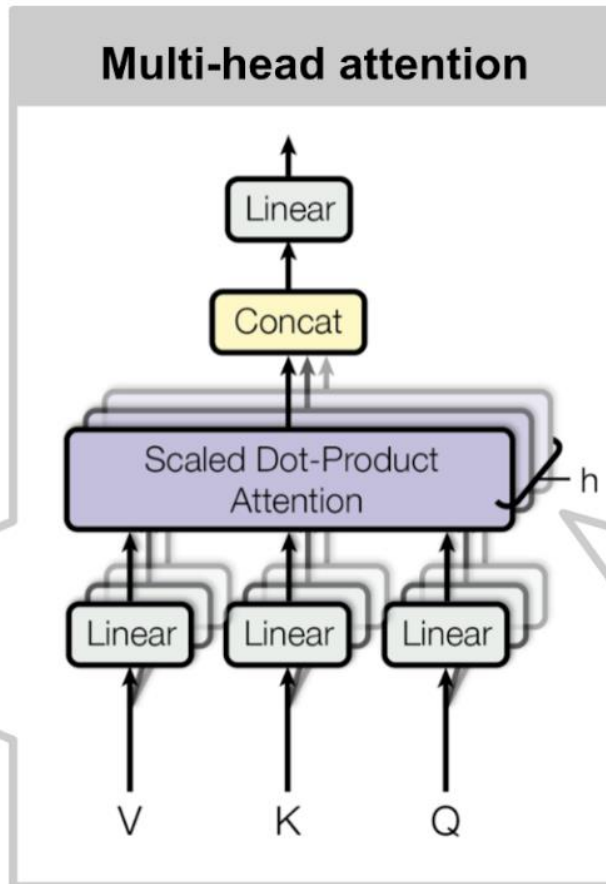 Multi-head attention
Linear
Concat
Scaled Dot-Product
Attention
h
Linear Linear Linear
V K Q